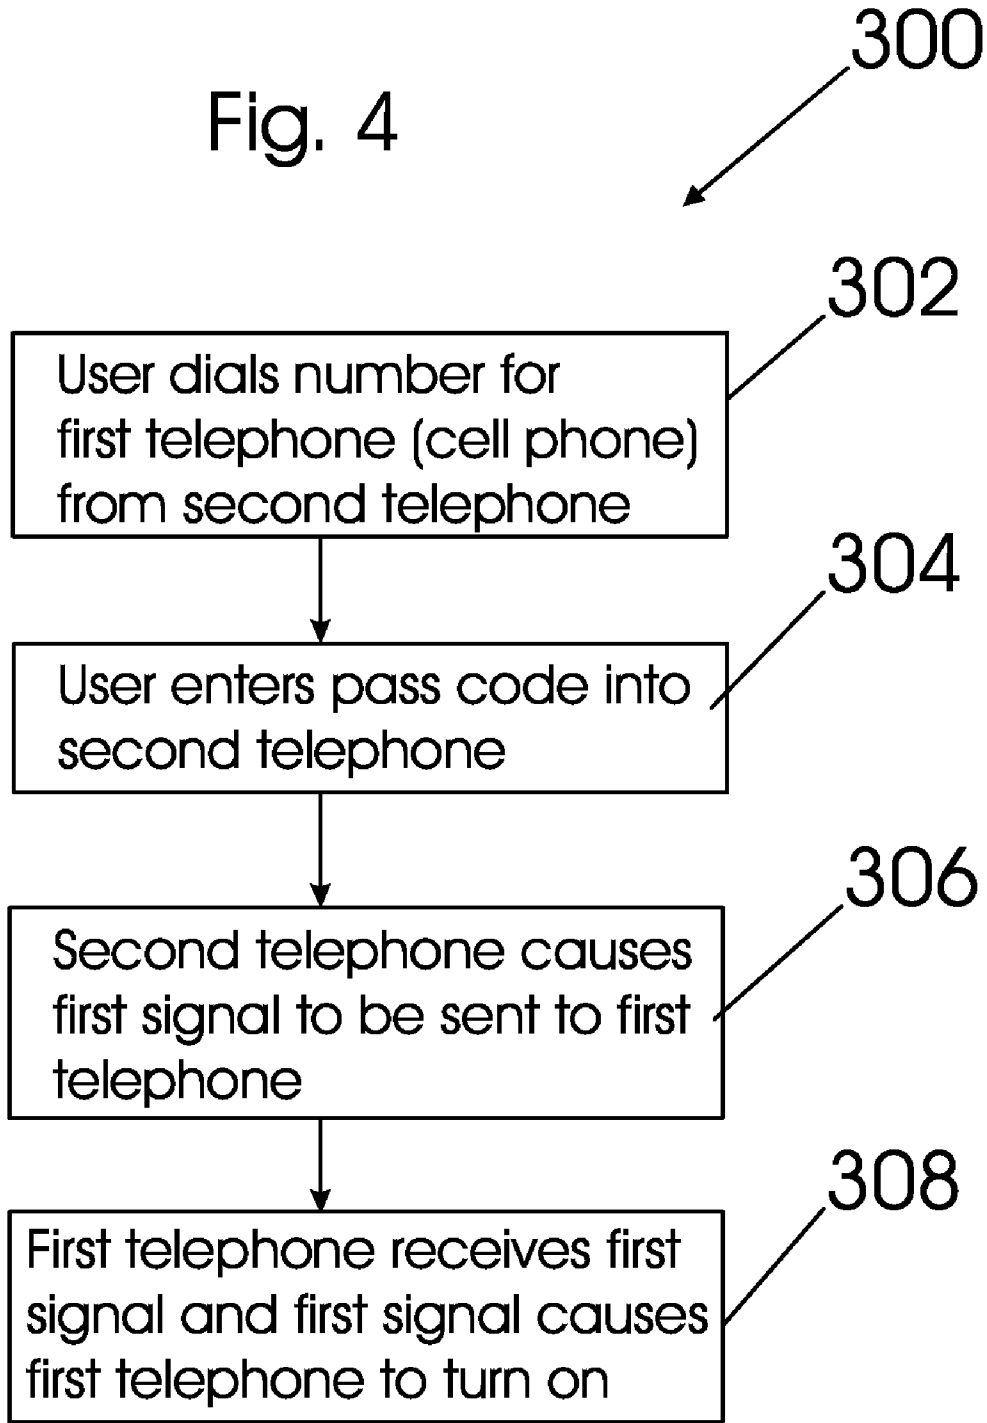 300
Fig. 4
302
User dials number for
first telephone (cell phone)
from second telephone
304
User enters pass code into
second telephone
306
Second telephone causes
first signal to be sent to first
telephone
308
First telephone receives first
signal and first signal causes
first telephone to turn on